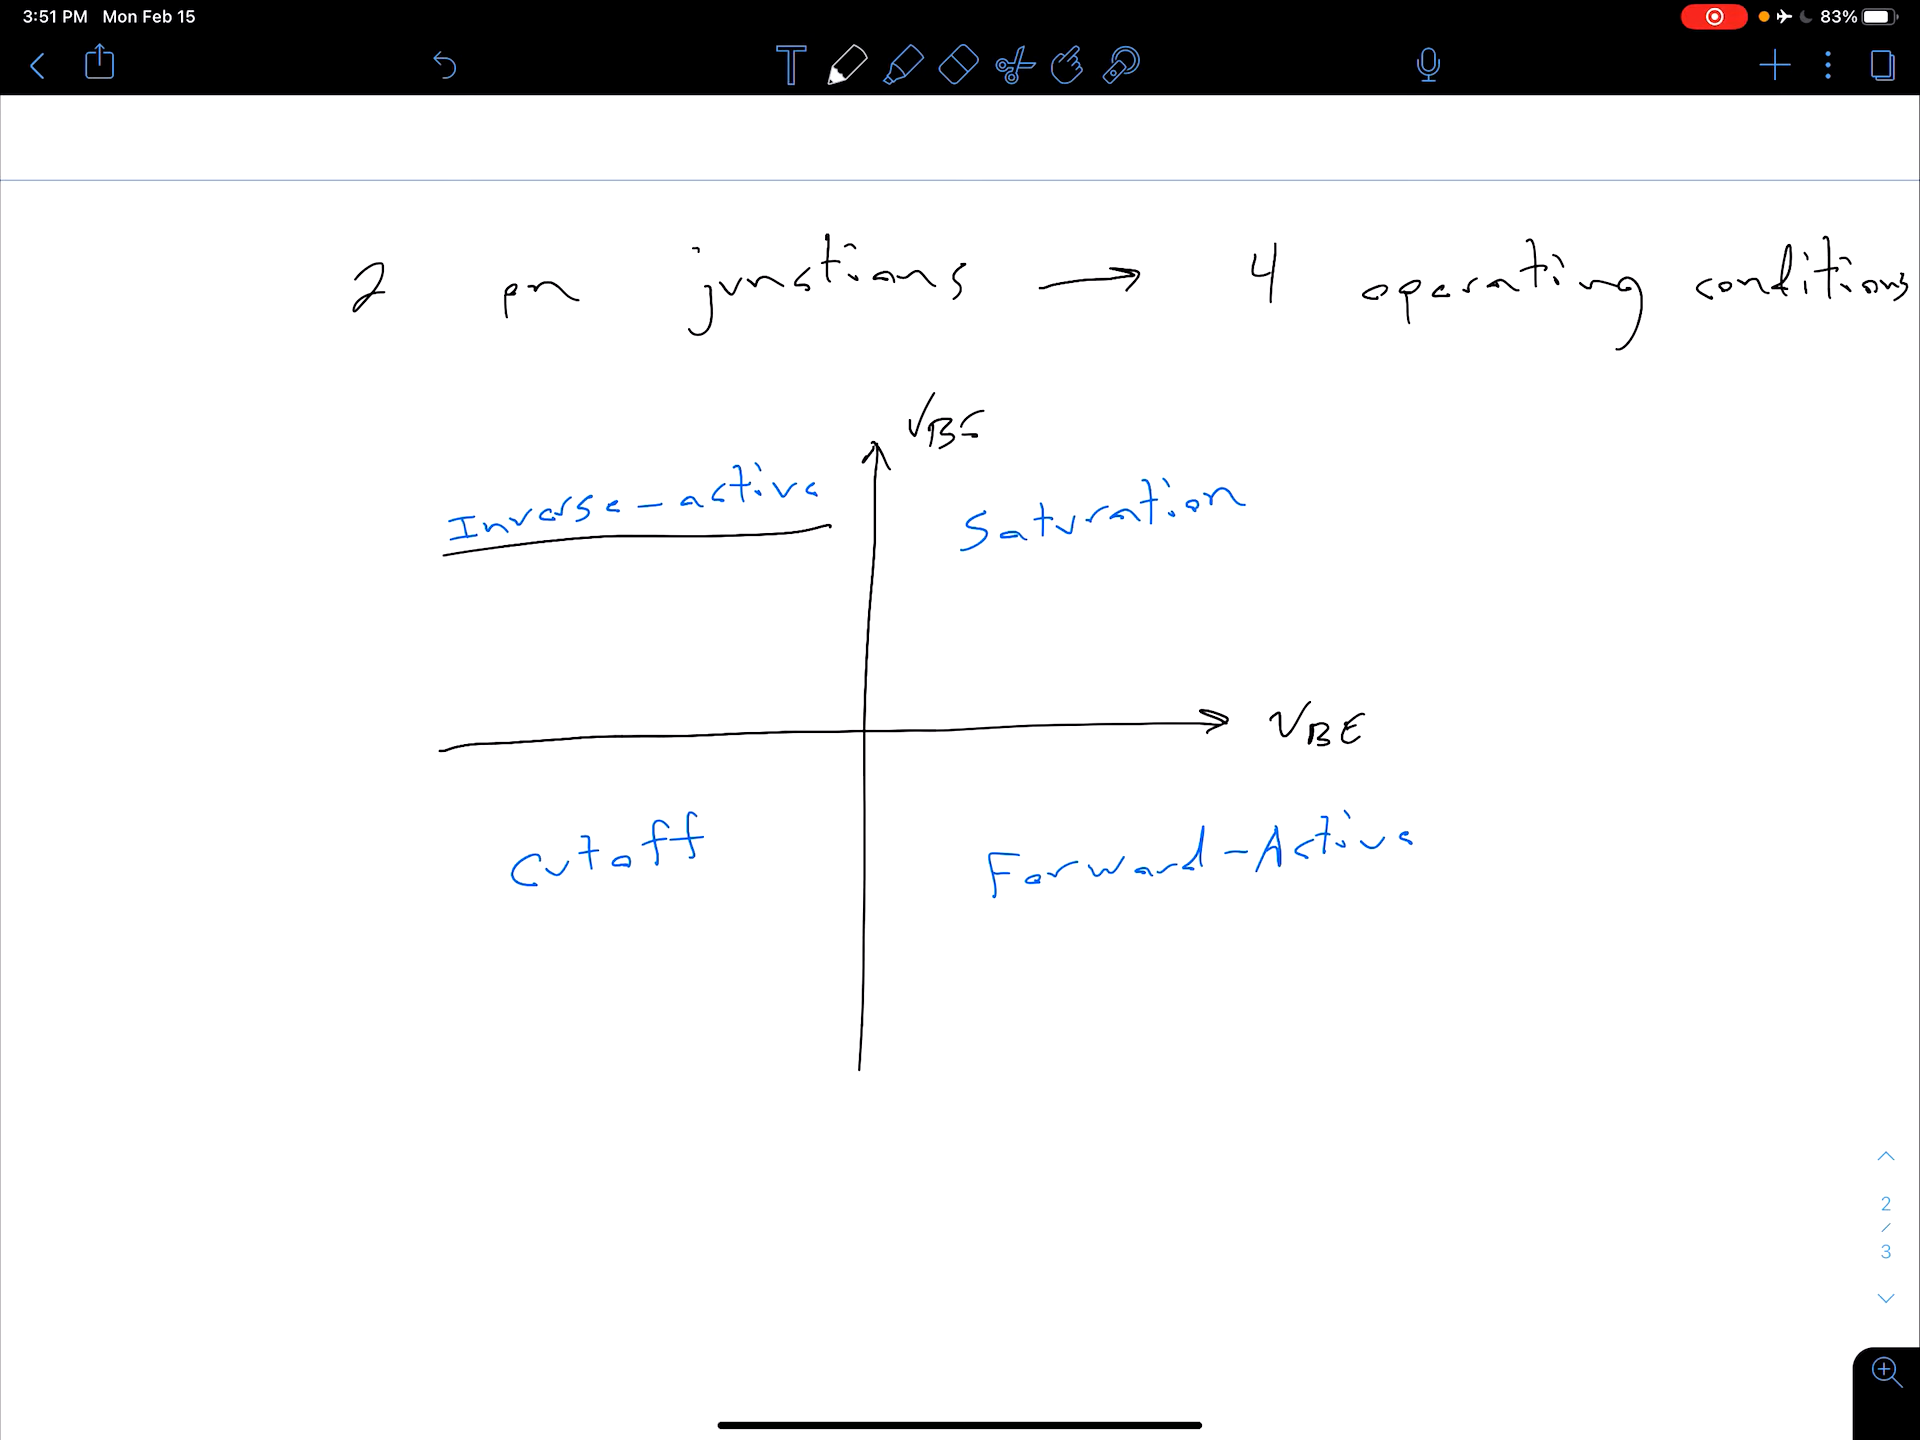 3:51 PM Mon Feb 15
83%
T
2 pn junctions → 4 operating conditions
VBE
Inverse-active
Saturation
VBE
Cutoff
Forward-Active
2
/
3